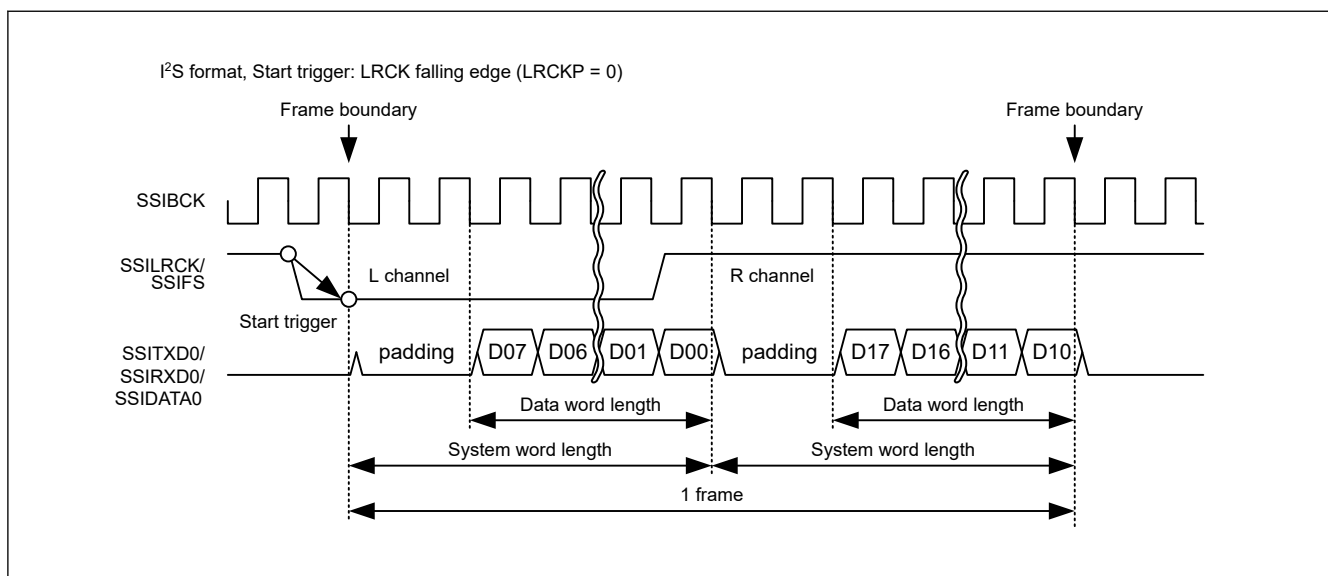 I²S format, Start trigger: LRCK falling edge (LRCKP = 0)
Frame boundary Frame boundary
SSIBCK
SSILRCK/
SSIFS
L channel R channel
Start trigger
SSITXD0/
SSIRXD0/
SSIDATA0
padding D07 D06 D01 D00 padding D17 D16 D11 D10
Data word length Data word length
System word length System word length
1 frame